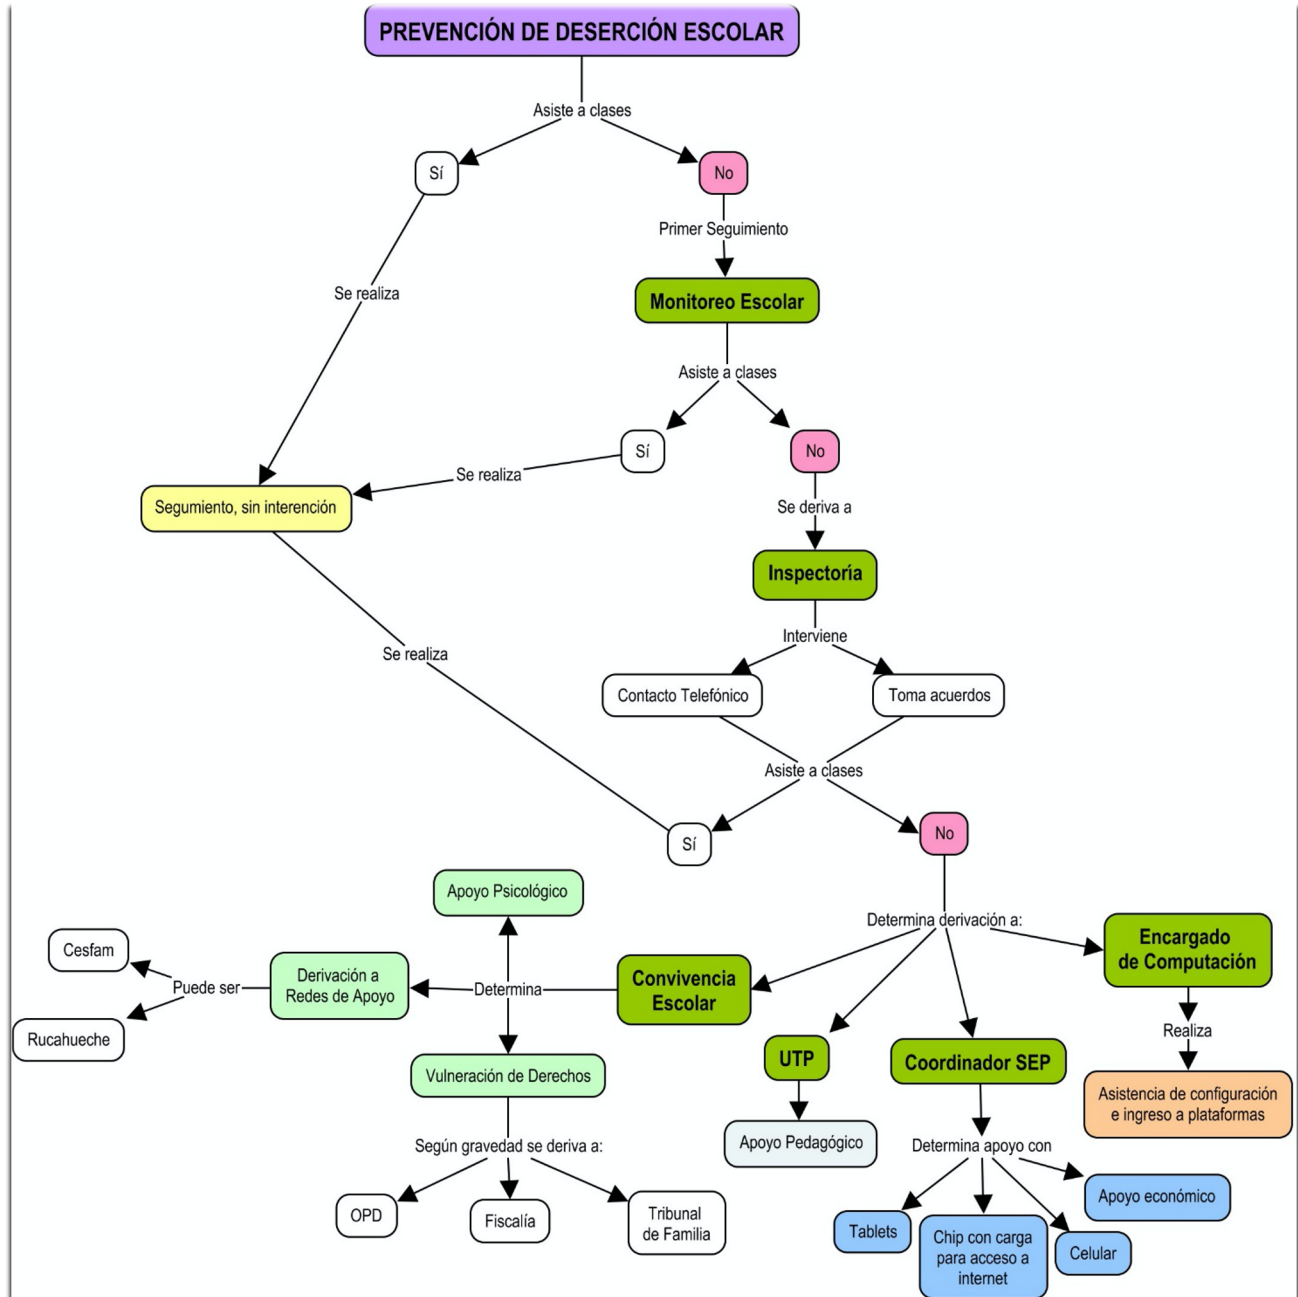 PREVENCIÓN DE DESERCIÓN ESCOLAR
Asiste a clases
Sí
No
Primer Seguimiento
Se realiza
Monitoreo Escolar
Asiste a clases
Sí
No
Se realiza
Segumiento, sin interención
Se deriva a
Inspectoría
Interviene
Se realiza
Contacto Telefónico
Toma acuerdos
Asiste a clases
Sí
No
Apoyo Psicológico
Determina derivación a:
Cesfam
Puede ser
Rucahueche
Derivación a
Redes de Apoyo
Determina
Convivencia
Escolar
Encargado
de Computación
Realiza
UTP
Coordinador SEP
Vulneración de Derechos
Asistencia de configuración
e ingreso a plataformas
Según gravedad se deriva a:
Apoyo Pedagógico
Determina apoyo con
OPD
Fiscalía
Tribunal
de Familia
Tablets
Chip con carga
para acceso a
internet
Celular
Apoyo económico